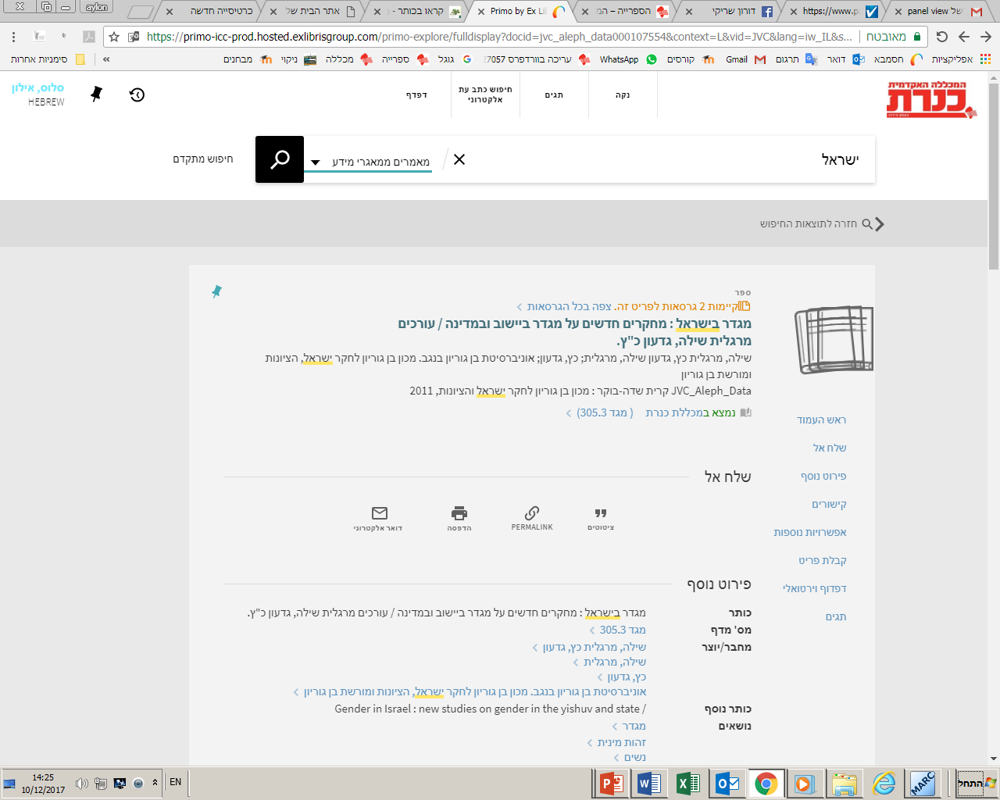 aylon
של panel view
https://www.p
דורון שריקי
הספרייה – המ
Primo by Ex Li
קראו בכותר -
אתר הבית של
כרטיסייה חדשה
https://primo-icc-prod.hosted.exlibrisgroup.com/primo-explore/fulldisplay?docid=jvc_aleph_data000107554&context=L&vid=JVC&lang=iw_IL&s...
מאובטח
אפליקציות
חסמבא
דואר
תרגום
Gmail
קורסים
WhatsApp
עריכה בוורדפרס 27057
גוגל
ספרייה
מכללה
ניקוי
מבחנים
»
סימניות אחרות
המכללה האקדמית
כנרת
נקה
תגים
חיפוש כתב עת
אלקטרוני
דפדף
סלוס, אילון
HEBREW
ישראל
מאמרים ממאגרי מידע
חיפוש מתקדם
חזרה לתוצאות החיפוש
ספר
קיימות 2 גרסאות לפריט זה. צפה בכל הגרסאות
מגדר בישראל : מחקרים חדשים על מגדר ביישוב ובמדינה / עורכים
מרגלית שילה, גדעון כ"ץ.
שילה, מרגלית כץ, גדעון שילה, מרגלית; כץ, גדעון; אוניברסיטת בן גוריון בנגב. מכון בן גוריון לחקר ישראל, הציונות
ומורשת בן גוריון
JVC_Aleph_Data קרית שדה-בוקר : מכון בן גוריון לחקר ישראל והציונות, 2011
נמצא במכללת כנרת (מגד 305.3 )
ראש העמוד
שלח אל
פירוט נוסף
קישורים
אפשרויות נוספות
קבלת פריט
דפדוף וירטואלי
תגים
שלח אל
ציטוטים
PERMALINK
הדפסה
דואר אלקטרוני
פירוט נוסף
כותר מגדר בישראל : מחקרים חדשים על מגדר ביישוב ובמדינה / עורכים מרגלית שילה, גדעון כ"ץ.
מס' מדף מגד 305.3
מחבר/יוצר שילה, מרגלית כץ, גדעון
שילה, מרגלית
כץ, גדעון
אוניברסיטת בן גוריון בנגב. מכון בן גוריון לחקר ישראל, הציונות ומורשת בן גוריון
כותר נוסף Gender in Israel : new studies on gender in the yishuv and state /
נושאים מגדר
זהות מינית
נשים
התחל
MARC
EN
14:25
10/12/2017